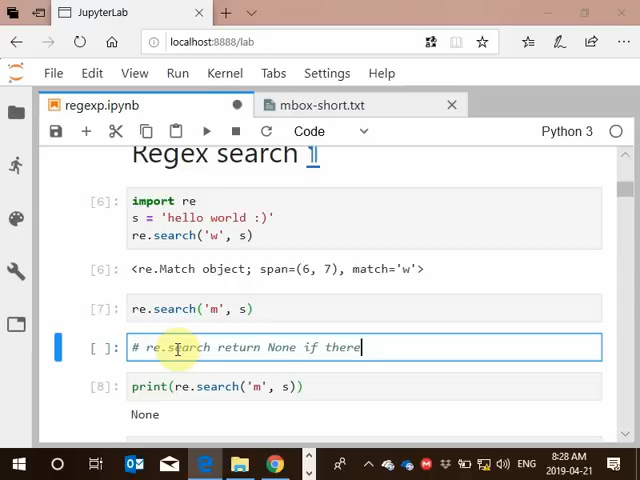 JupyterLab
localhost:8888/lab
File Edit View Run Kernel Tabs Settings Help
regexp.ipynb
mbox-short.txt
Code
Python 3
Regex search ¶
[6]:
import re
s = 'hello world :)'
re.search('w', s)
[6]:
<re.Match object; span=(6, 7), match='w'>
[7]:
re.search('m', s)
[ ]:
# re.search return None if there
[8]:
print(re.search('m', s))
None
ENG
8:28 AM
2019-04-21